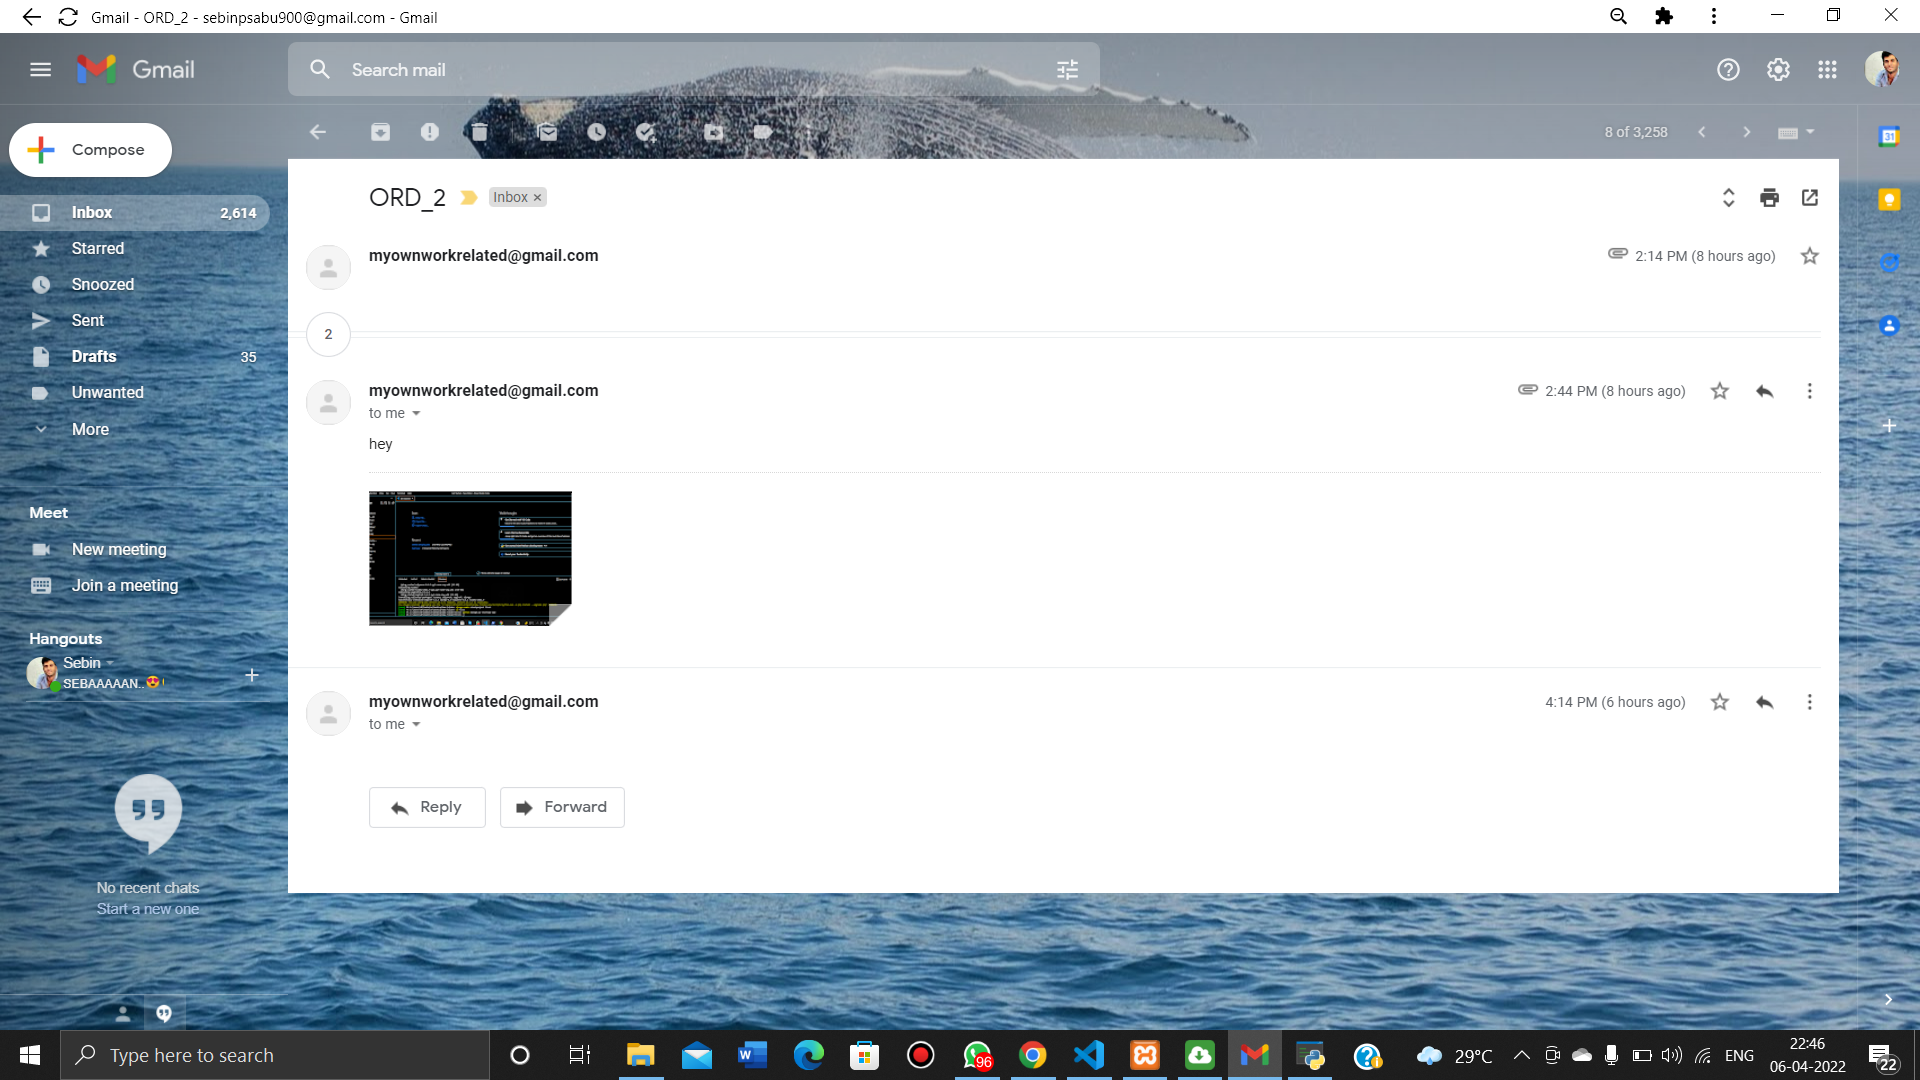 Gmail - ORD_2 - sebinpsabu900@gmail.com - Gmail
Gmail
Search mail
Compose
8 of 3,258
31
Inbox 2,614
Starred
Snoozed
Sent
Drafts 35
Unwanted
More
Meet
New meeting
Join a meeting
Hangouts
Sebin
SEBAAAAAN..😍
No recent chats
Start a new one
ORD_2 Inbox ×
myownworkrelated@gmail.com 2:14 PM (8 hours ago)
2
myownworkrelated@gmail.com 2:44 PM (8 hours ago)
to me
hey
myownworkrelated@gmail.com 4:14 PM (6 hours ago)
to me
Reply Forward
Type here to search
96
29°C
ENG
22:46
06-04-2022
22